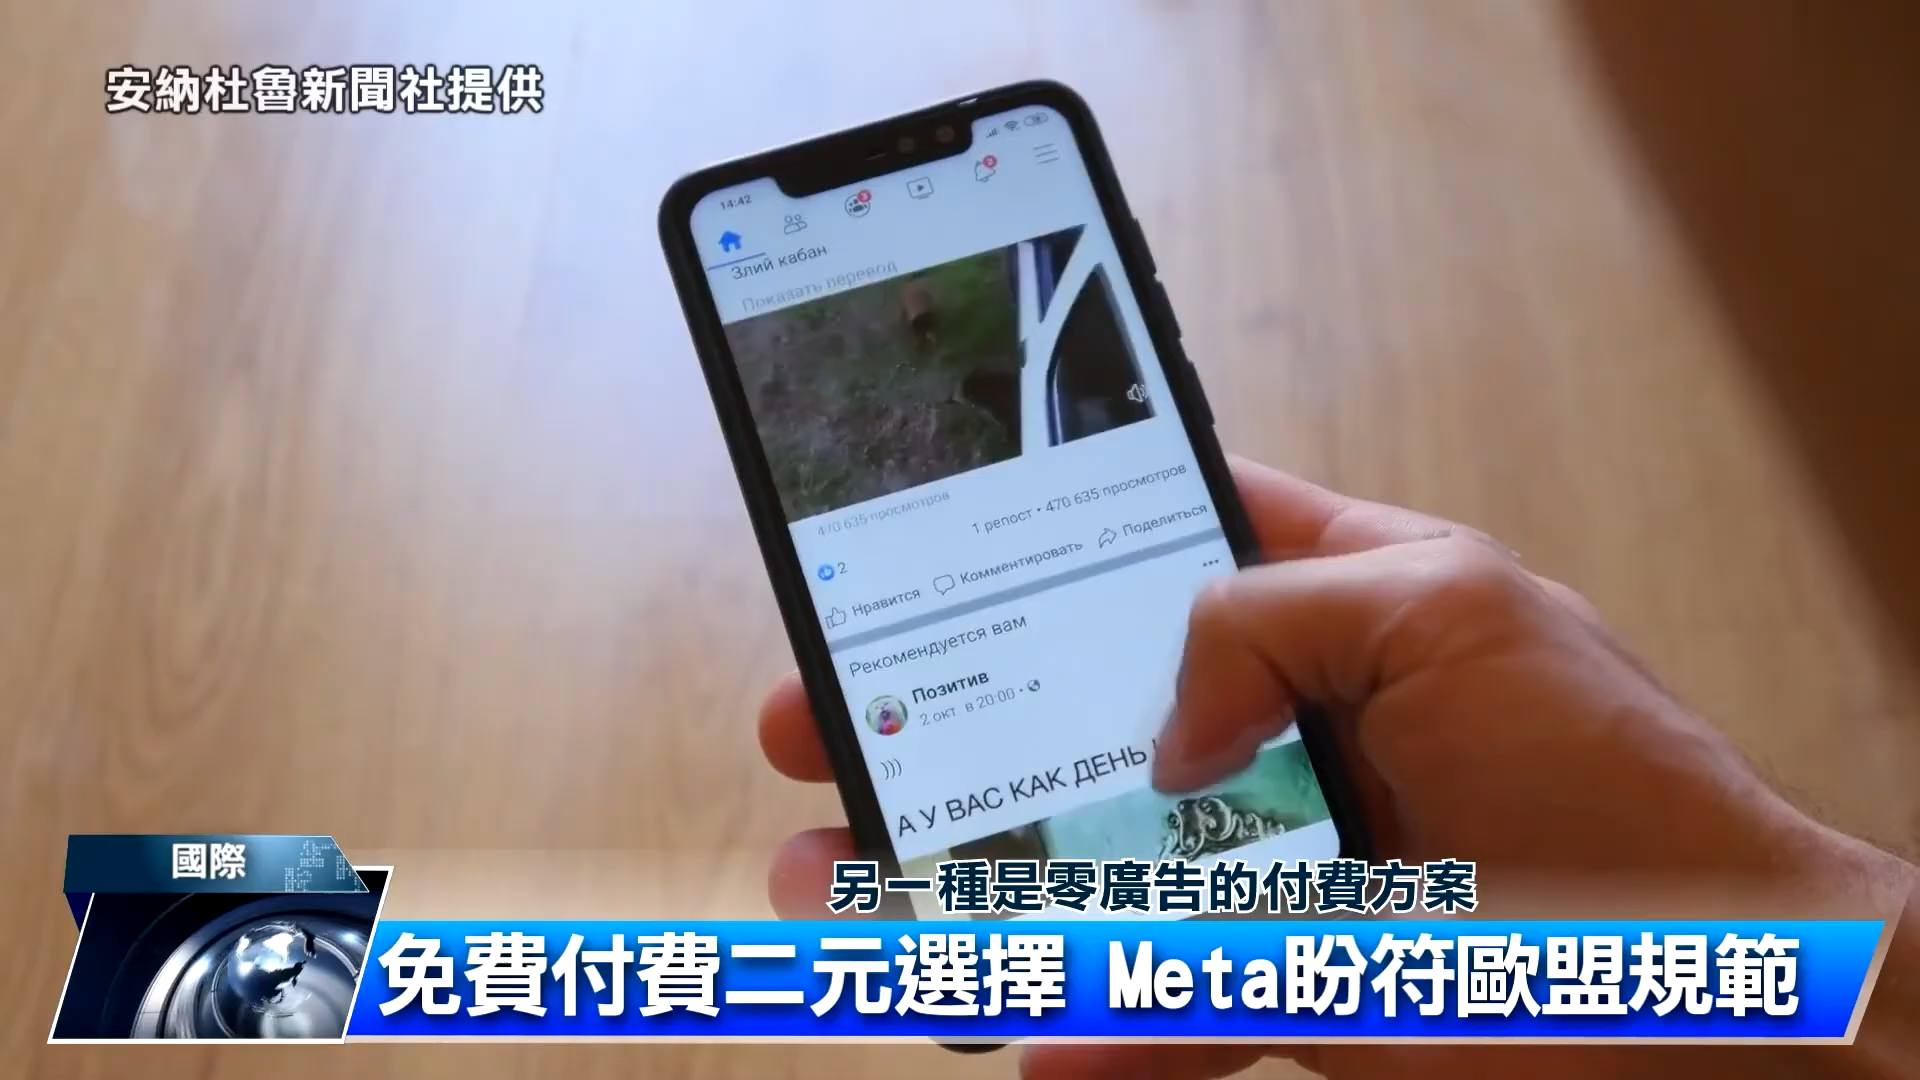 安納杜魯新聞社提供
14:42
3
2
Злий кабан
Показать перевод
470 635 просмотров
1 репост • 470 635 просмотров
2
Нравится
Комментировать
Поделиться
Рекомендуется вам
Позитив
2 окт в 20:00
)))
А У ВАС КАК ДЕНЬ
國際
另一種是零廣告的付費方案
免費付費二元選擇 Meta盼符歐盟規範